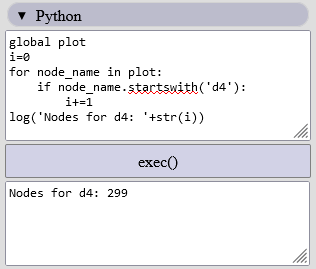 ▼ Python
global plot
i=0
for node_name in plot:
    if node_name.startswith('d4'):
        i+=1
log('Nodes for d4: '+str(i))
exec()
Nodes for d4: 299